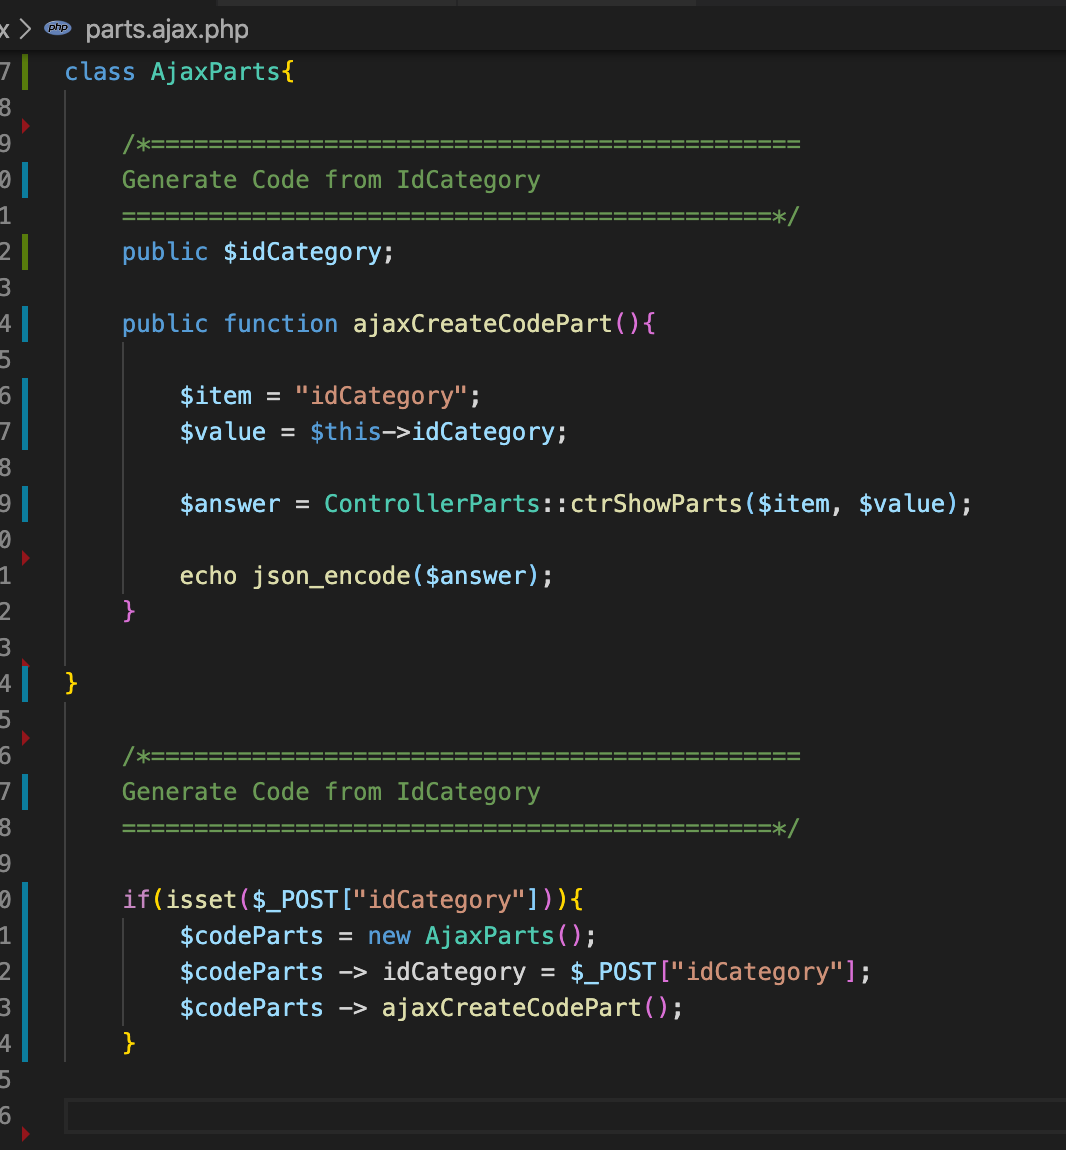 x > php parts.ajax.php
7 class AjaxParts{
8
9 /*=============================================
0 Generate Code from IdCategory
1 =============================================*/
2 public $idCategory;
3
4 public function ajaxCreateCodePart(){
5
6 $item = "idCategory";
7 $value = $this->idCategory;
8
9 $answer = ControllerParts::ctrShowParts($item, $value);
0
1 echo json_encode($answer);
2 }
3
4 }
5
6 /*=============================================
7 Generate Code from IdCategory
8 =============================================*/
9
0 if(isset($_POST["idCategory"])){
1 $codeParts = new AjaxParts();
2 $codeParts -> idCategory = $_POST["idCategory"];
3 $codeParts -> ajaxCreateCodePart();
4 }
5
6